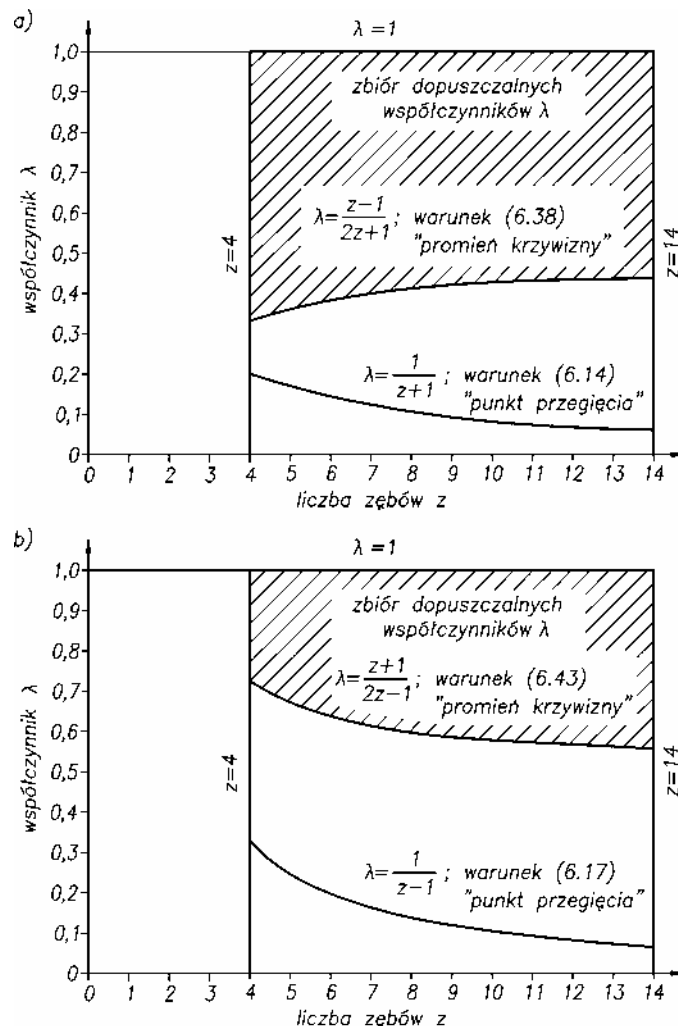 a)
λ=1
1,0
0,9
0,8
0,7
0,6
0,5
0,4
0,3
0,2
0,1
0
współczynnik λ
zbiór dopuszczalnych
współczynników λ
λ=\frac{z-1}{2z+1}; warunek (6.38)
"promień krzywizny"
z=4
z=14
λ=\frac{1}{z+1}; warunek (6.14)
"punkt przegięcia"
0 1 2 3 4 5 6 7 8 9 10 11 12 13 14
liczba zębów z
b)
λ=1
1,0
0,9
0,8
0,7
0,6
0,5
0,4
0,3
0,2
0,1
0
współczynnik λ
zbiór dopuszczalnych
współczynników λ
λ=\frac{z+1}{2z-1}; warunek (6.43)
"promień krzywizny"
z=4
z=14
λ=\frac{1}{z-1}; warunek (6.17)
"punkt przegięcia"
0 1 2 3 4 5 6 7 8 9 10 11 12 13 14
liczba zębów z